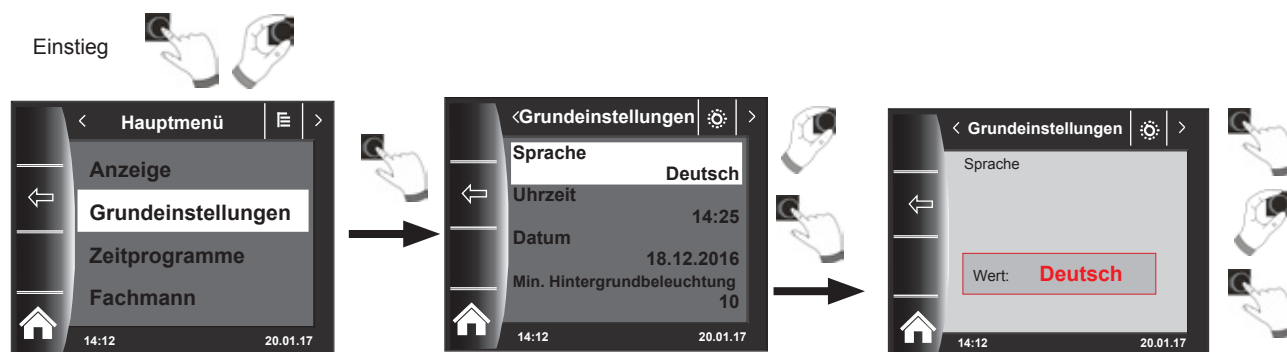 Einstieg
< Hauptmenü >
Anzeige
Grundeinstellungen
Zeitprogramme
Fachmann
14:12 20.01.17
<Grundeinstellungen >
Sprache
Deutsch
Uhrzeit
14:25
Datum
18.12.2016
Min. Hintergrundbeleuchtung
10
14:12 20.01.17
< Grundeinstellungen >
Sprache
Wert: Deutsch
14:12 20.01.17